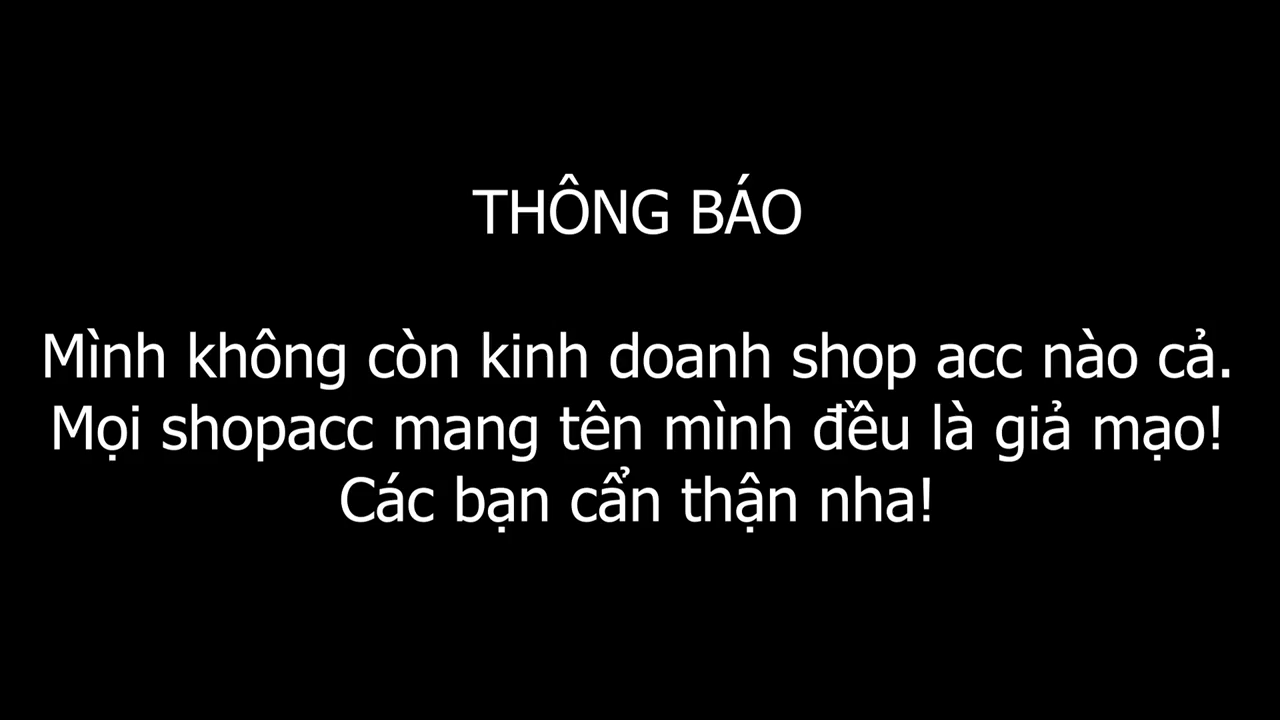 THÔNG BÁO
Mình không còn kinh doanh shop acc nào cả.
Mọi shopacc mang tên mình đều là giả mạo!
Các bạn cẩn thận nha!